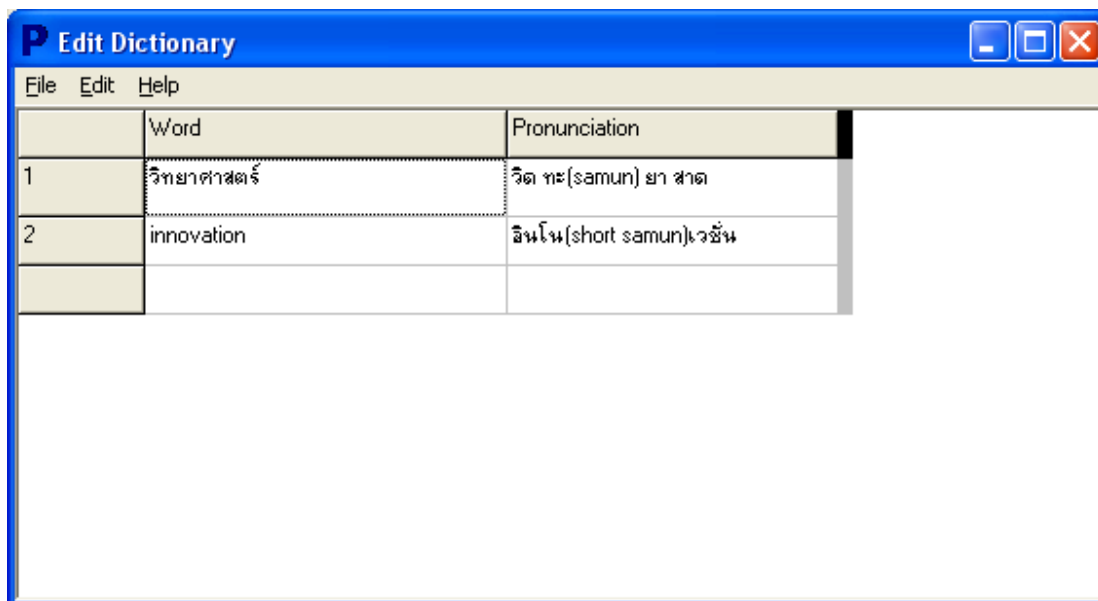 P Edit Dictionary
File Edit Help
Word Pronunciation
1 วิทยาศาสตร์ วิด ทะ(samun) ยา สาด
2 innovation อินโน(short samun)เวชั่น